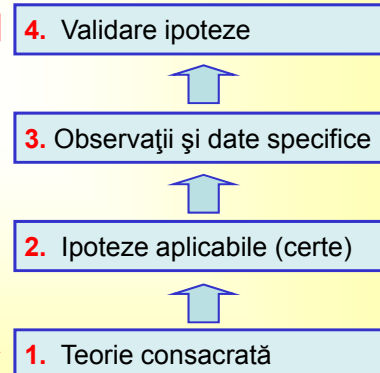 4. Validare ipoteze
3. Observaţii şi date specifice
2. Ipoteze aplicabile (certe)
1. Teorie consacrată